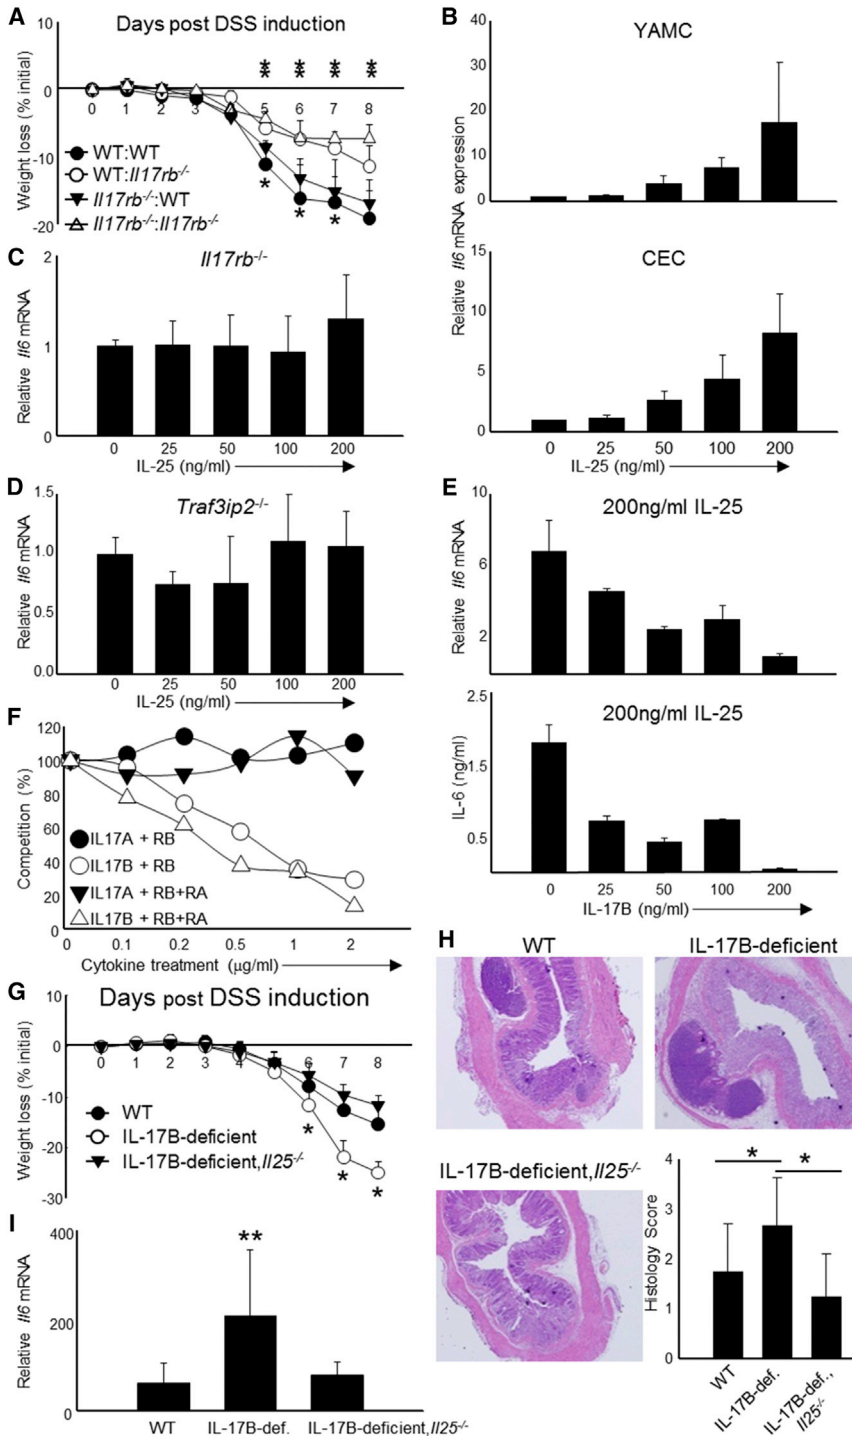 A
Days post DSS induction
Weight loss (% initial)
10
0
-10
-20
0 1 2 3 5 6 7 8
** ** ** **
* * *
WT:WT
WT:Il17rb-/-
Il17rb-/-:WT
Il17rb-/-:Il17rb-/-
B
YAMC
Relative Il6 mRNA expression
40
30
20
10
0
CEC
15
10
5
0
0 25 50 100 200
IL-25 (ng/ml)
C
Il17rb-/-
Relative Il6 mRNA
2
1
0
0 25 50 100 200
IL-25 (ng/ml)
D
Traf3ip2-/-
Relative Il6 mRNA
1.5
1.0
0.5
0.0
0 25 50 100 200
IL-25 (ng/ml)
E
200ng/ml IL-25
Relative Il6 mRNA
10
6
2
200ng/ml IL-25
IL-6 (ng/ml)
2.5
1.5
0.5
0 25 50 100 200
IL-17B (ng/ml)
F
Competition (%)
120
100
80
60
40
20
0
IL17A + RB
IL17B + RB
IL17A + RB+RA
IL17B + RB+RA
0 0.1 0.2 0.5 1 2
Cytokine treatment (μg/ml)
G
Days post DSS induction
Weight loss (% initial)
10
0
-10
-20
-30
0 1 2 3 4 6 7 8
WT
IL-17B-deficient
IL-17B-deficient,Il25-/-
* * *
H
WT
IL-17B-deficient
IL-17B-deficient,Il25-/-
Histology Score
4
3
2
1
0
* *
WT
IL-17B-def.
IL-17B-def.,
Il25-/-
I
Relative Il6 mRNA
400
200
0
**
WT IL-17B-def. IL-17B-deficient,Il25-/-